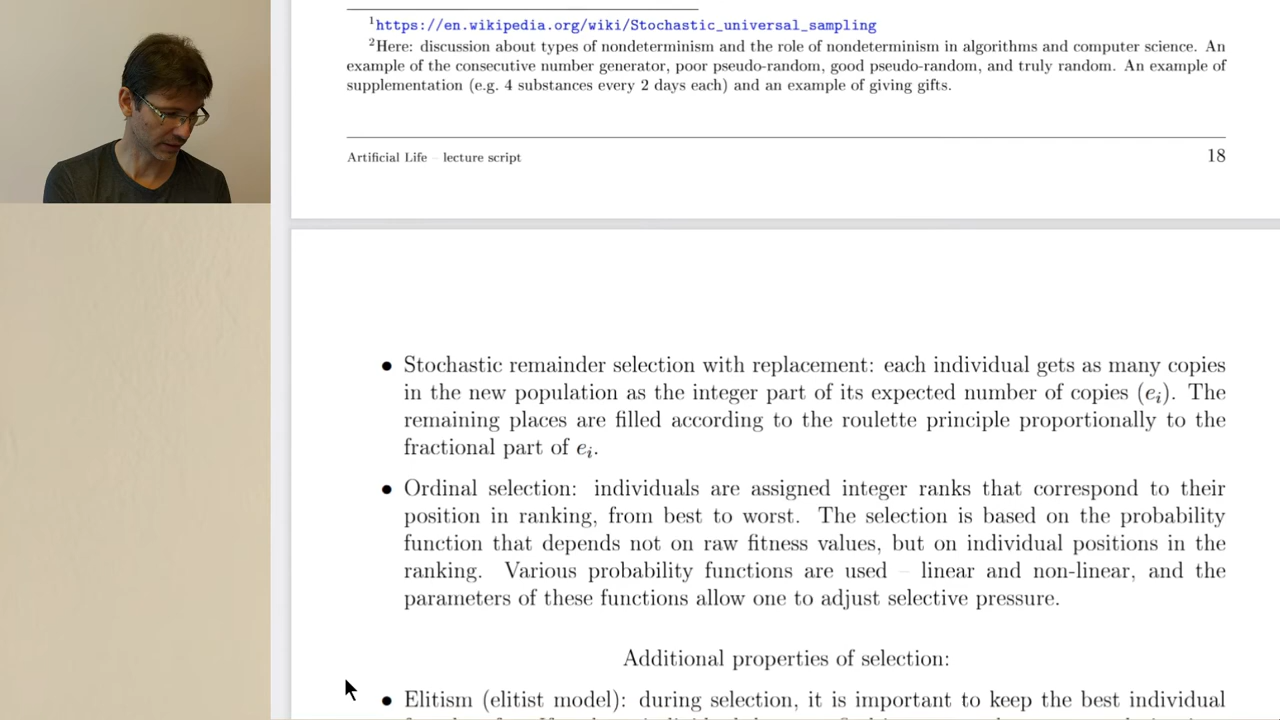 ¹https://en.wikipedia.org/wiki/Stochastic_universal_sampling
²Here: discussion about types of nondeterminism and the role of nondeterminism in algorithms and computer science. An
example of the consecutive number generator, poor pseudo-random, good pseudo-random, and truly random. An example of
supplementation (e.g. 4 substances every 2 days each) and an example of giving gifts.
Artificial Life – lecture script 18
• Stochastic remainder selection with replacement: each individual gets as many copies
in the new population as the integer part of its expected number of copies (eᵢ). The
remaining places are filled according to the roulette principle proportionally to the
fractional part of eᵢ.
• Ordinal selection: individuals are assigned integer ranks that correspond to their
position in ranking, from best to worst. The selection is based on the probability
function that depends not on raw fitness values, but on individual positions in the
ranking. Various probability functions are used – linear and non-linear, and the
parameters of these functions allow one to adjust selective pressure.
Additional properties of selection:
• Elitism (elitist model): during selection, it is important to keep the best individual